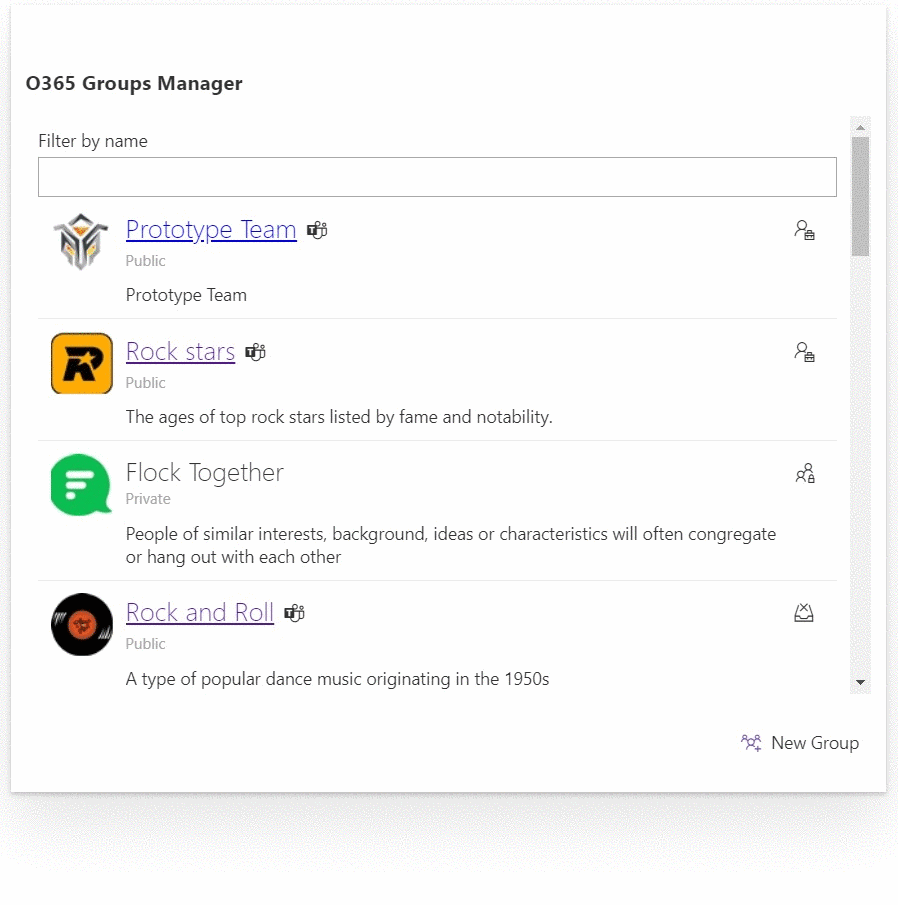 O365 Groups Manager
Filter by name
Prototype Team
Public
Prototype Team
Rock stars
Public
The ages of top rock stars listed by fame and notability.
Flock Together
Private
People of similar interests, background, ideas or characteristics will often congregate
or hang out with each other
Rock and Roll
Public
A type of popular dance music originating in the 1950s
New Group